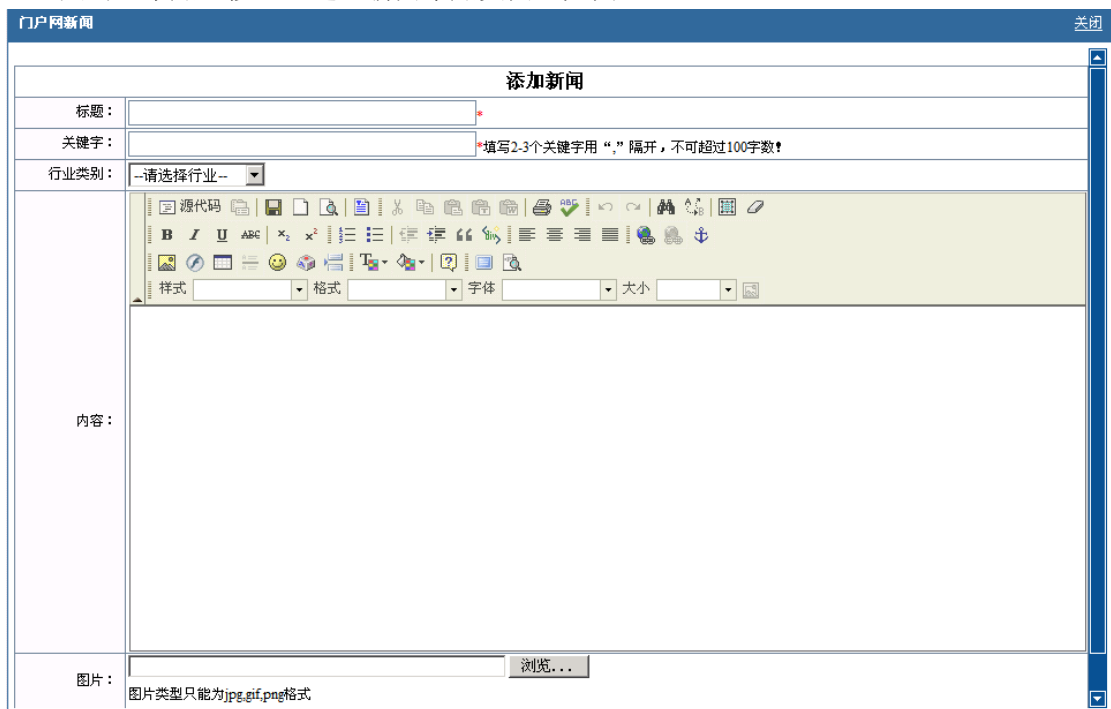 门户网新闻 关闭
添加新闻
标题：
*
关键字：
*填写2-3个关键字用“,”隔开，不可超过100字数!
行业类别：
--请选择行业--
源代码
B I U ABC ×₂ ×²
样式 格式 字体 大小
内容：
图片：
浏览...
图片类型只能为jpg,gif,png格式